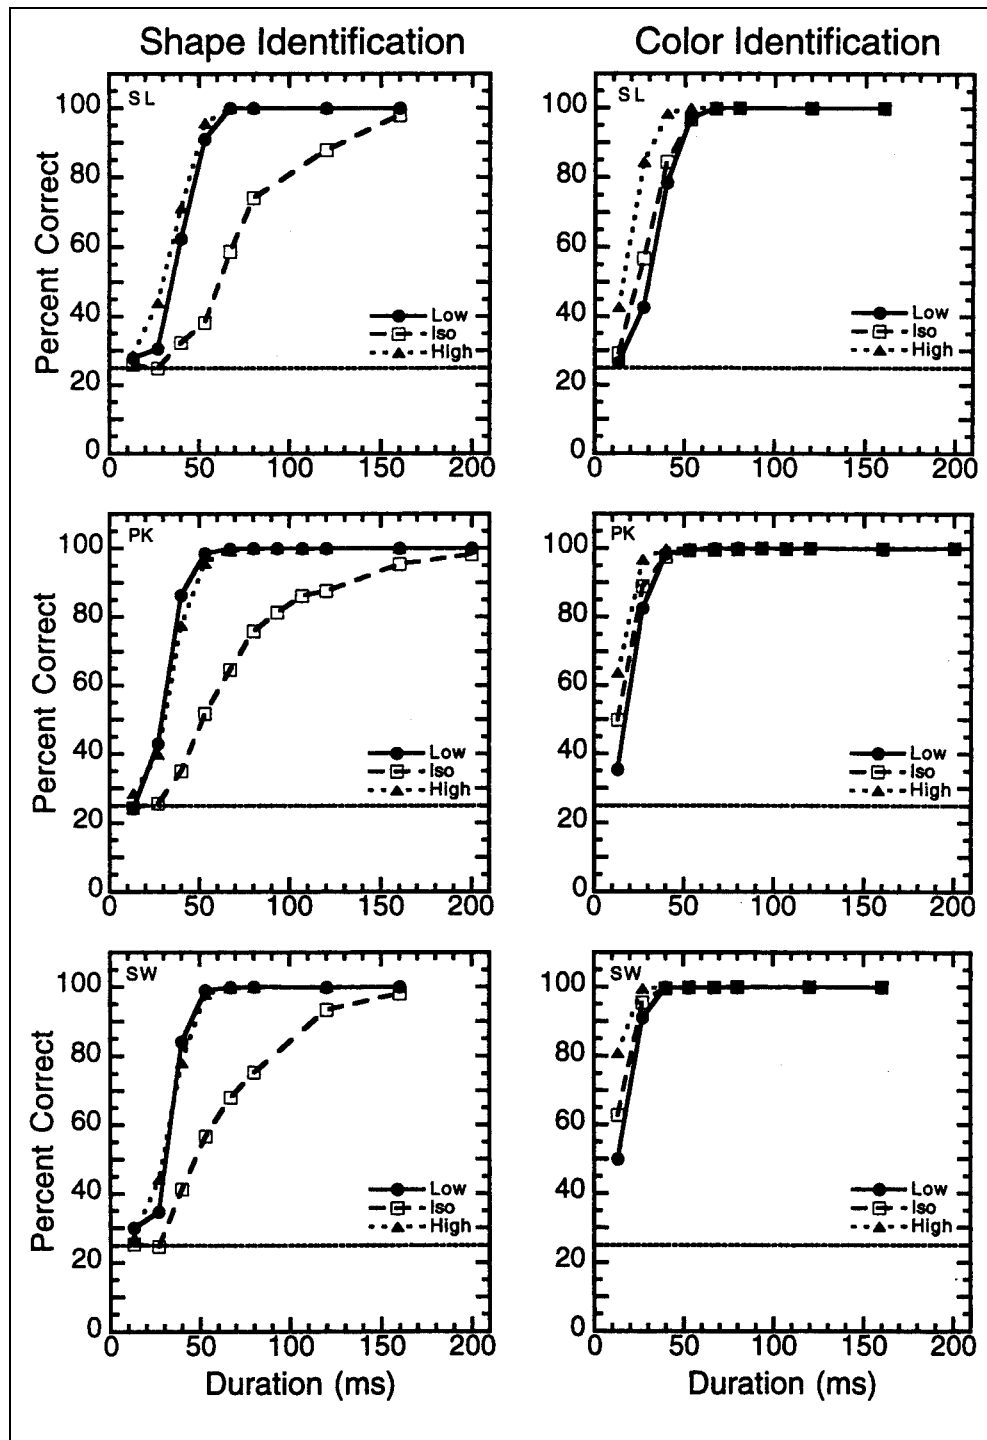 Shape Identification
Color Identification
SL
100
80
60
40
20
0
Percent Correct
Low
Iso
High
0 50 100 150 200
SL
100
80
60
40
20
0
Low
Iso
High
0 50 100 150 200
PK
100
80
60
40
20
0
Percent Correct
Low
Iso
High
0 50 100 150 200
PK
100
80
60
40
20
0
Low
Iso
High
0 50 100 150 200
SW
100
80
60
40
20
0
Percent Correct
Low
Iso
High
0 50 100 150 200
Duration (ms)
SW
100
80
60
40
20
0
Low
Iso
High
0 50 100 150 200
Duration (ms)